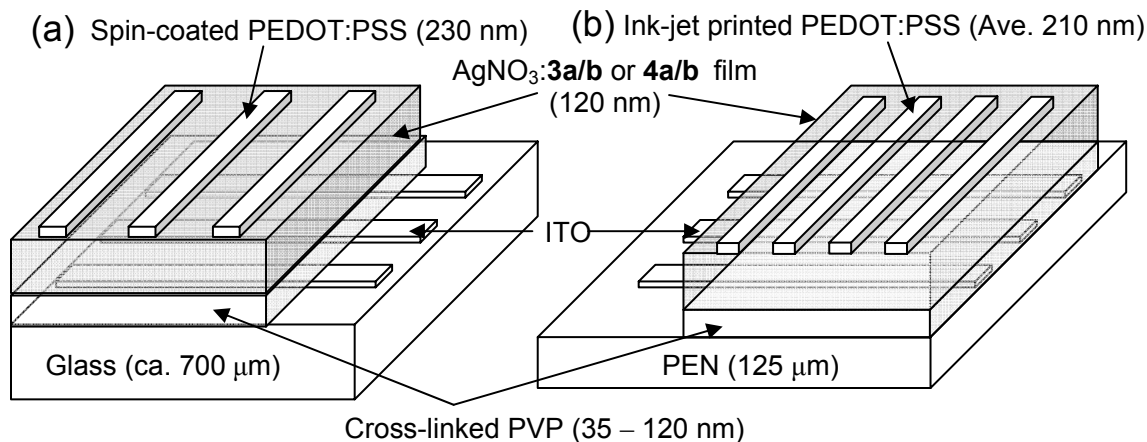 (a) Spin-coated PEDOT:PSS (230 nm)
(b) Ink-jet printed PEDOT:PSS (Ave. 210 nm)
AgNO₃:3a/b or 4a/b film
(120 nm)
ITO
Glass (ca. 700 μm)
PEN (125 μm)
Cross-linked PVP (35 – 120 nm)